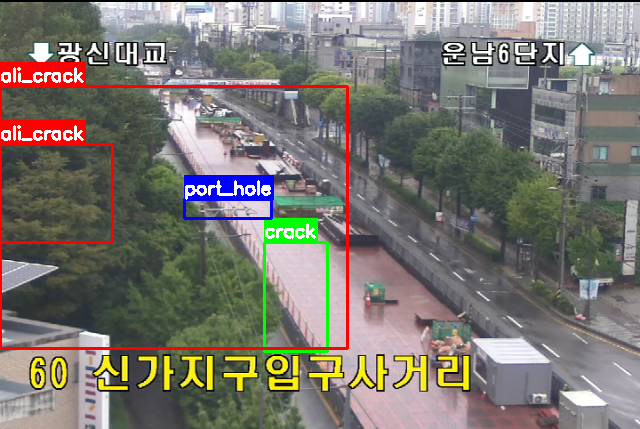 광신대교
운남6단지
ali_crack
ali_crack
port_hole
crack
60 신가지구입구사거리